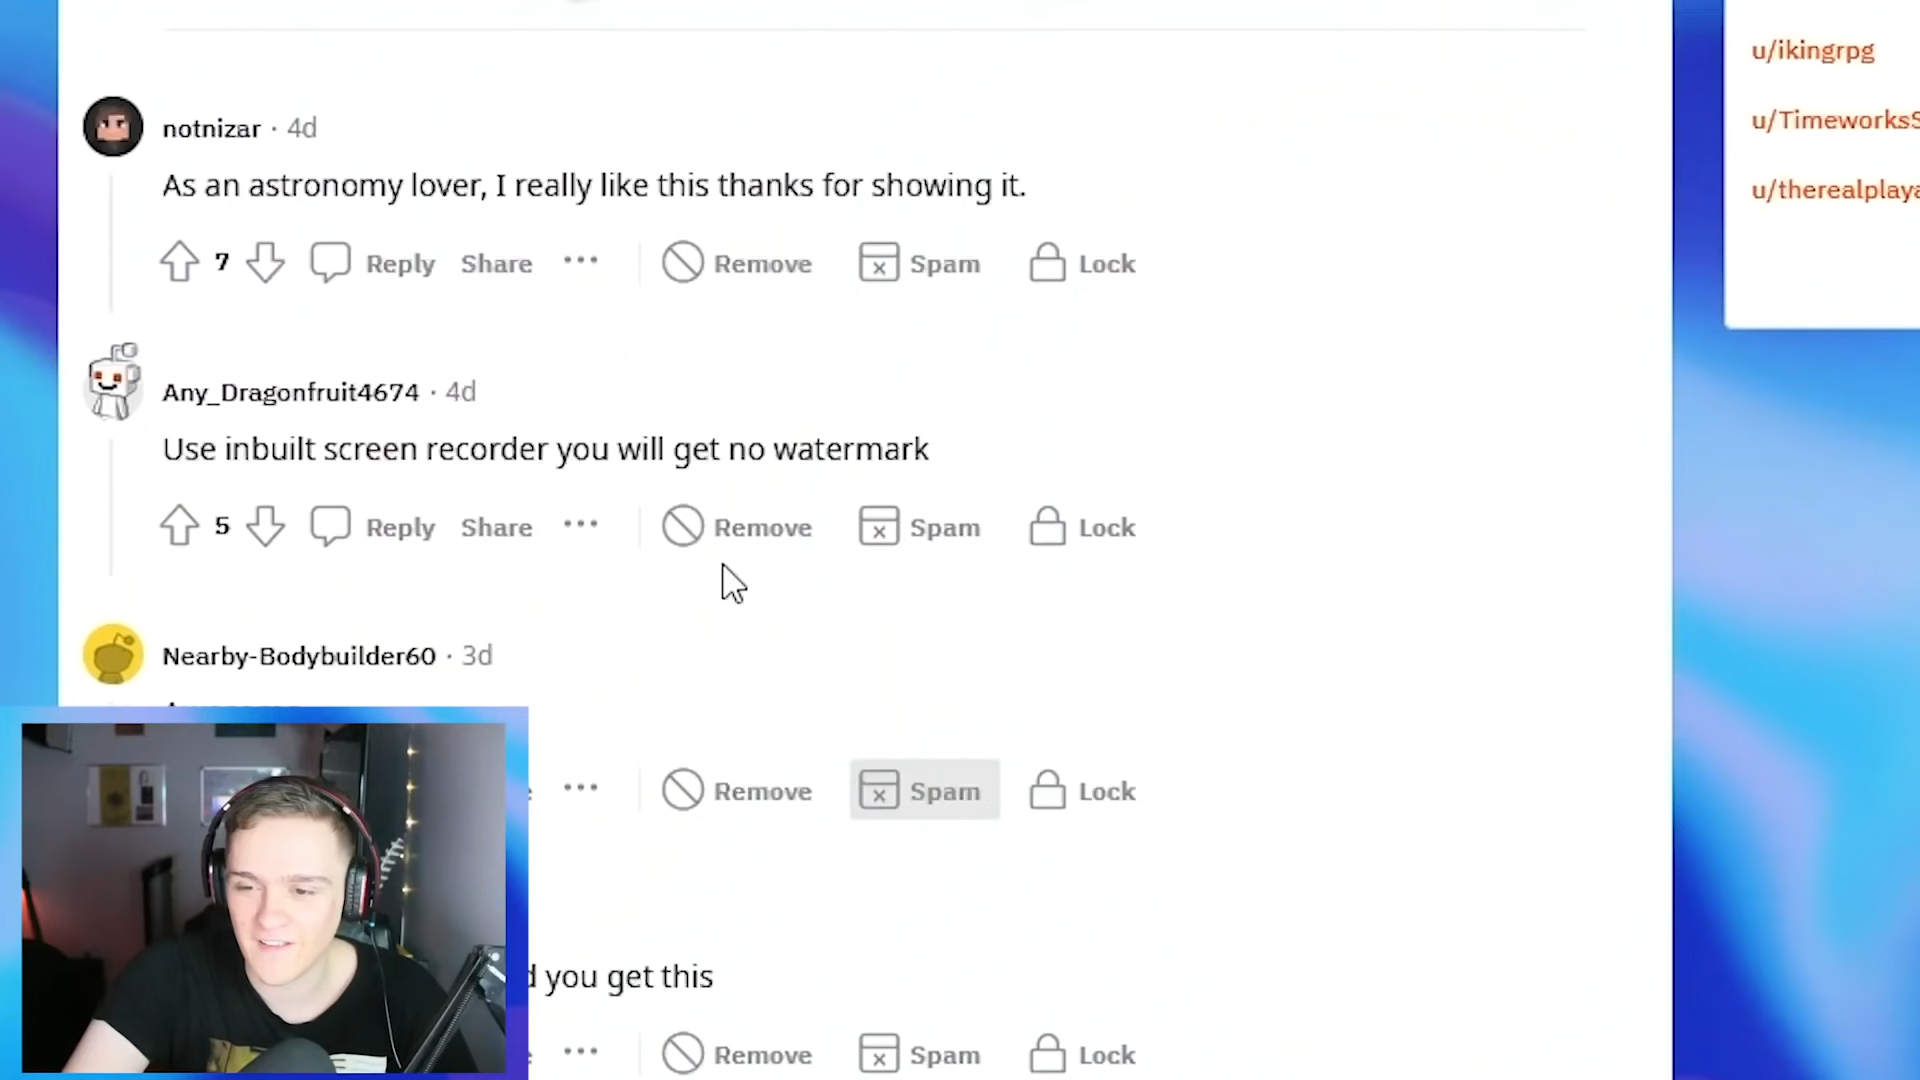 u/ikingrpg
u/TimeworksS
u/therealplaya
notnizar · 4d
As an astronomy lover, I really like this thanks for showing it.
7 Reply Share ··· Remove Spam Lock
Any_Dragonfruit4674 · 4d
Use inbuilt screen recorder you will get no watermark
5 Reply Share ··· Remove Spam Lock
Nearby-Bodybuilder60 · 3d
··· Remove Spam Lock
you get this
··· Remove Spam Lock